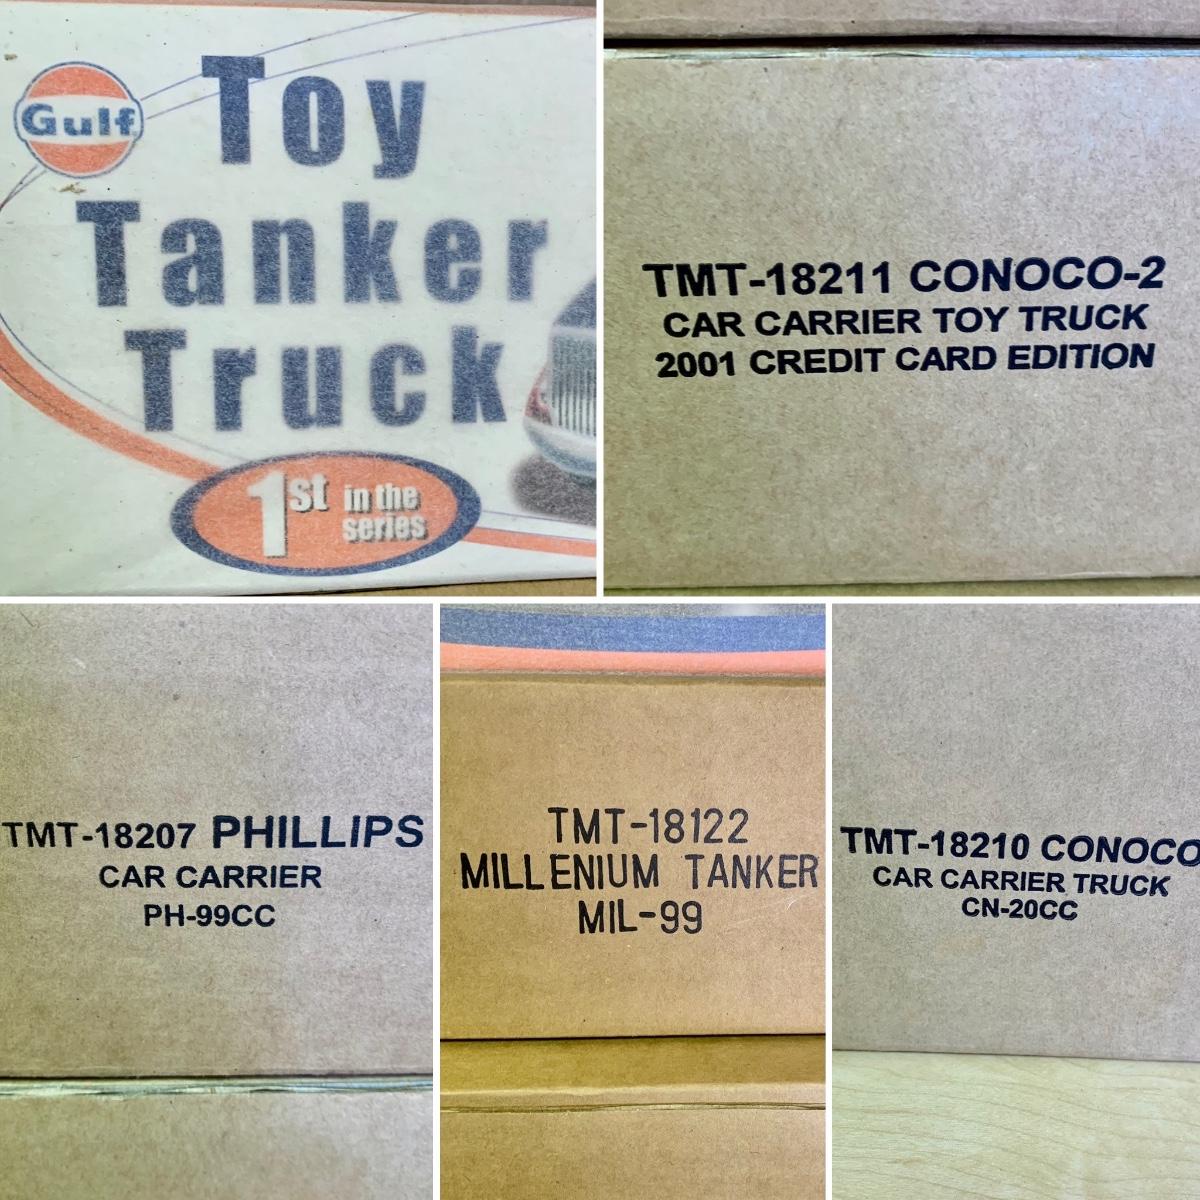 Gulf
Toy
Tanker
Truck
1st in the
series
TMT-18211 CONOCO-2
CAR CARRIER TOY TRUCK
2001 CREDIT CARD EDITION
TMT-18207 PHILLIPS
CAR CARRIER
PH-99CC
TMT-18122
MILLENIUM TANKER
MIL-99
TMT-18210 CONOCO
CAR CARRIER TRUCK
CN-20CC